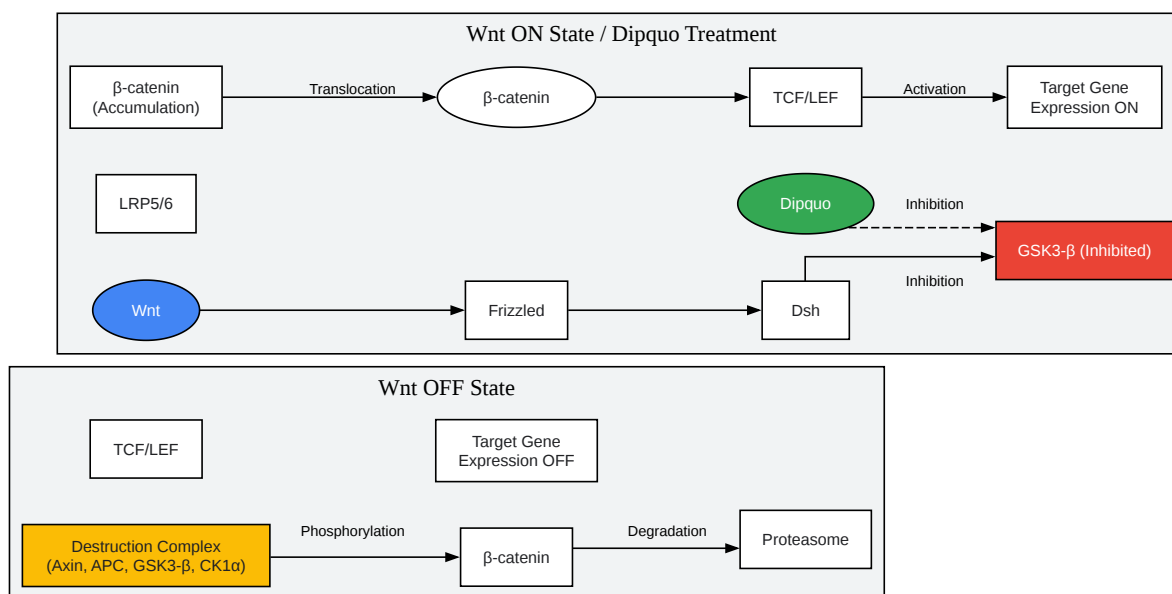 Wnt ON State / Dipquo Treatment
β-catenin
(Accumulation)
Translocation
β-catenin
TCF/LEF
Activation
Target Gene
Expression ON
LRP5/6
Dipquo
Inhibition
GSK3-β (Inhibited)
Inhibition
Wnt
Frizzled
Dsh
Wnt OFF State
TCF/LEF
Target Gene
Expression OFF
Destruction Complex
(Axin, APC, GSK3-β, CK1α)
Phosphorylation
β-catenin
Degradation
Proteasome